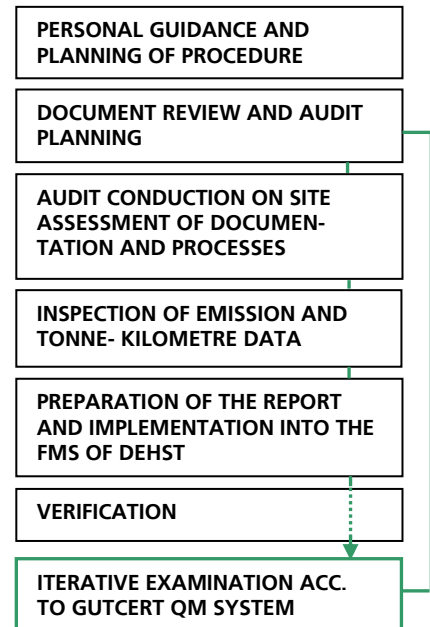 PERSONAL GUIDANCE AND
PLANNING OF PROCEDURE
DOCUMENT REVIEW AND AUDIT
PLANNING
AUDIT CONDUCTION ON SITE
ASSESSMENT OF DOCUMEN-
TATION AND PROCESSES
INSPECTION OF EMISSION AND
TONNE- KILOMETRE DATA
PREPARATION OF THE REPORT
AND IMPLEMENTATION INTO THE
FMS OF DEHST
VERIFICATION
ITERATIVE EXAMINATION ACC.
TO GUTCERT QM SYSTEM